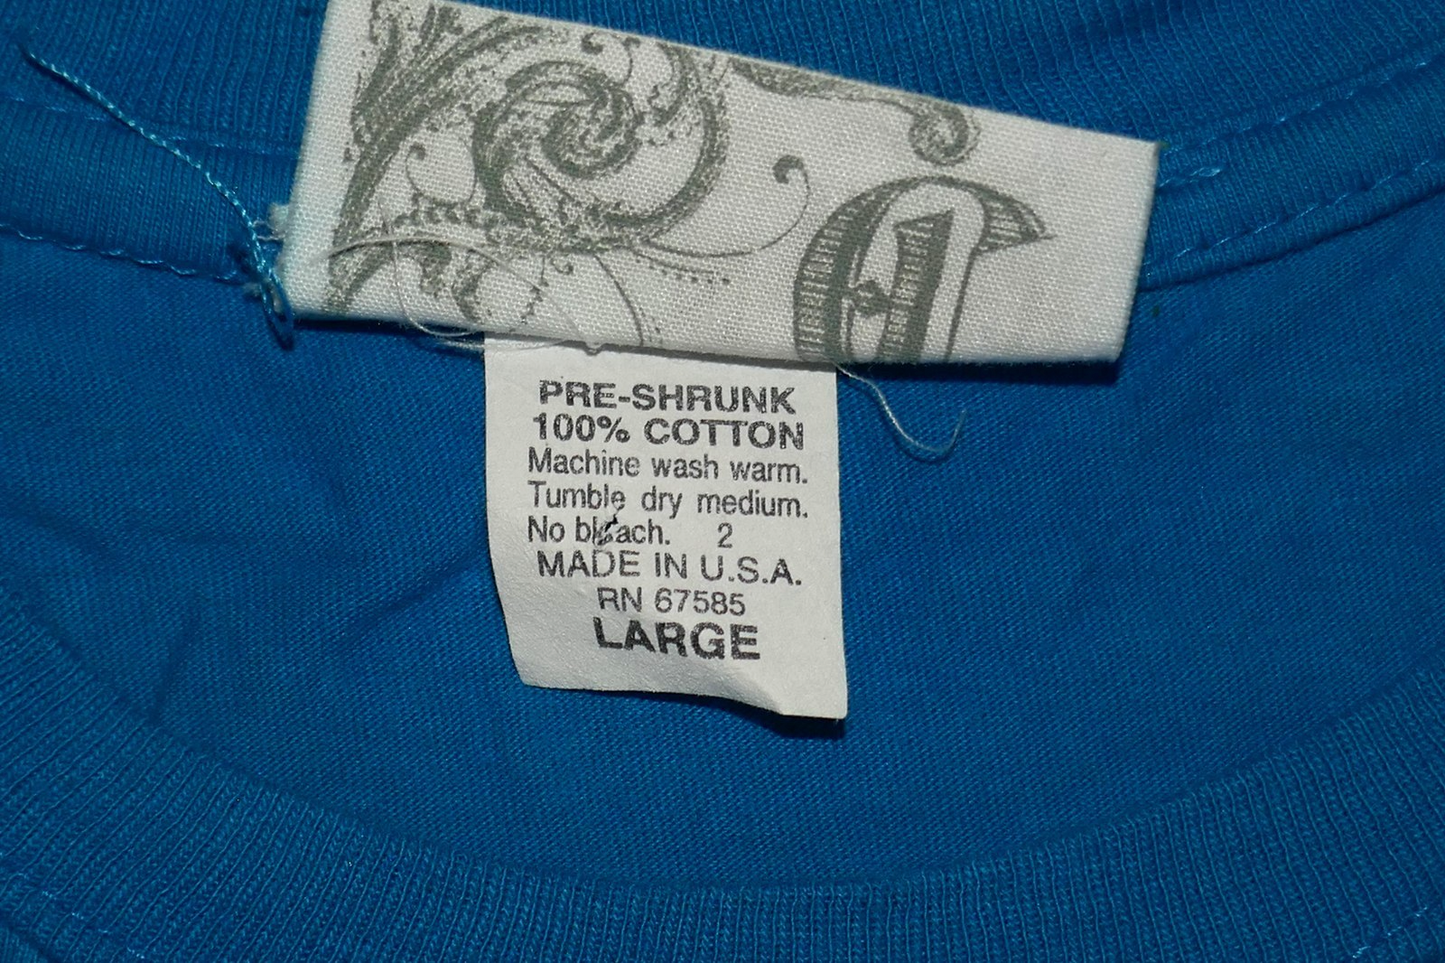 PRE-SHRUNK
100% COTTON
Machine wash warm.
Tumble dry medium.
No bleach. 2
MADE IN U.S.A.
RN 67585
LARGE